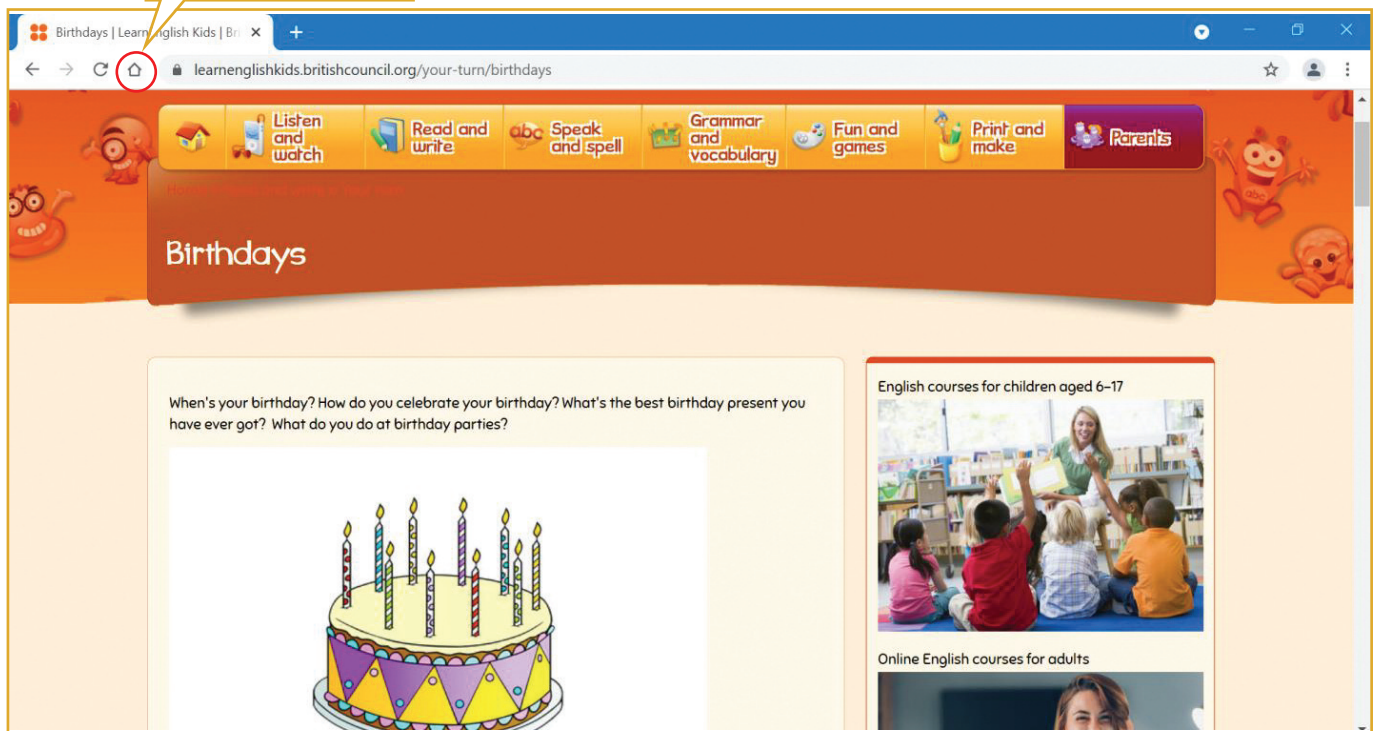 Birthdays | Learn English Kids | Bri
learnenglishkids.britishcouncil.org/your-turn/birthdays
Listen
and
watch
Read and
write
abc
Speak
and spell
Grammar
and
vocabulary
Fun and
games
Print and
make
Parents
abc
Birthdays
When's your birthday? How do you celebrate your birthday? What's the best birthday present you
have ever got? What do you do at birthday parties?
English courses for children aged 6–17
Online English courses for adults